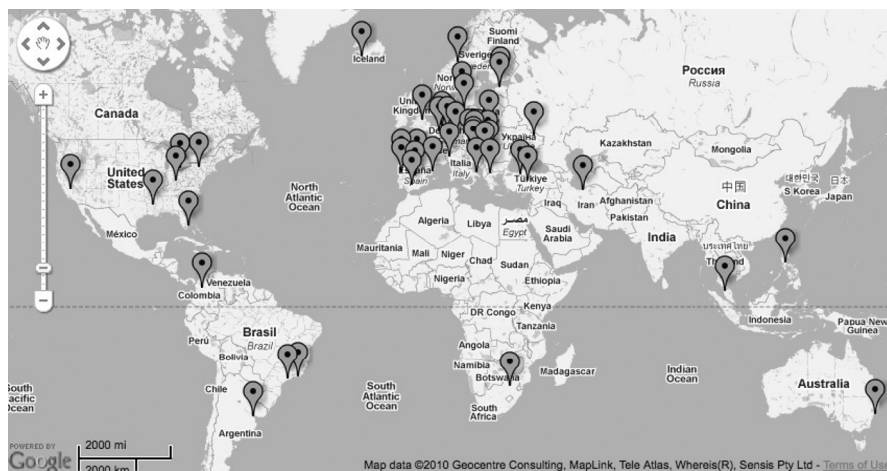 Iceland
Suomi
Finland
Sverige
Norge
United
Kingdom
Россия
Russia
Canada
United
States
México
North
Atlantic
Ocean
Україна
Italia
Italy
España
Spain
Türkiye
Turkey
Kazakhstan
Mongolia
대한민국
S Korea
日本
Japan
中国
China
Iraq
Iran
Afghanistan
Pakistan
Algeria
Libya
مصر
Egypt
Saudi
Arabia
India
ประเทศไทย
Thailand
Mauritania
Mali
Niger
Chad
Sudan
Nigeria
Ethiopia
Venezuela
Colombia
DR Congo
Kenya
Tanzania
Indonesia
Papua New
Guinea
Brasil
Brazil
Perú
Bolivia
Chile
Argentina
Angola
Namibia
Botswana
Madagascar
South
Africa
South
Pacific
Ocean
South
Atlantic
Ocean
Indian
Ocean
Australia
POWERED BY
Google
2000 mi
2000 km
Map data ©2010 Geocentre Consulting, MapLink, Tele Atlas, Whereis(R), Sensis Pty Ltd - Terms of Use